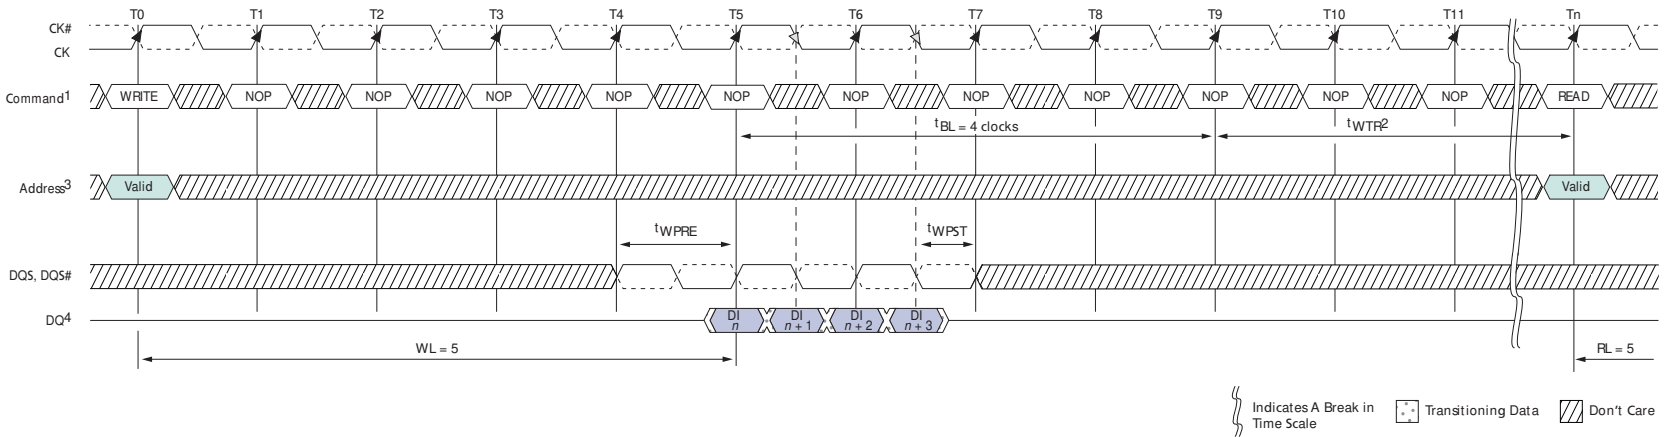 T0 T1 T2 T3 T4 T5 T6 T7 T8 T9 T10 T11 Tn
CK#
CK
Command1 WRITE NOP NOP NOP NOP NOP NOP NOP NOP NOP NOP NOP READ
tBL = 4 clocks tWTR2
Address3 Valid Valid
tWPRE tWPST
DQS, DQS#
DQ4 DI n DI n + 1 DI n + 2 DI n + 3
WL = 5 RL = 5
Indicates A Break in
Time Scale
Transitioning Data
Don't Care